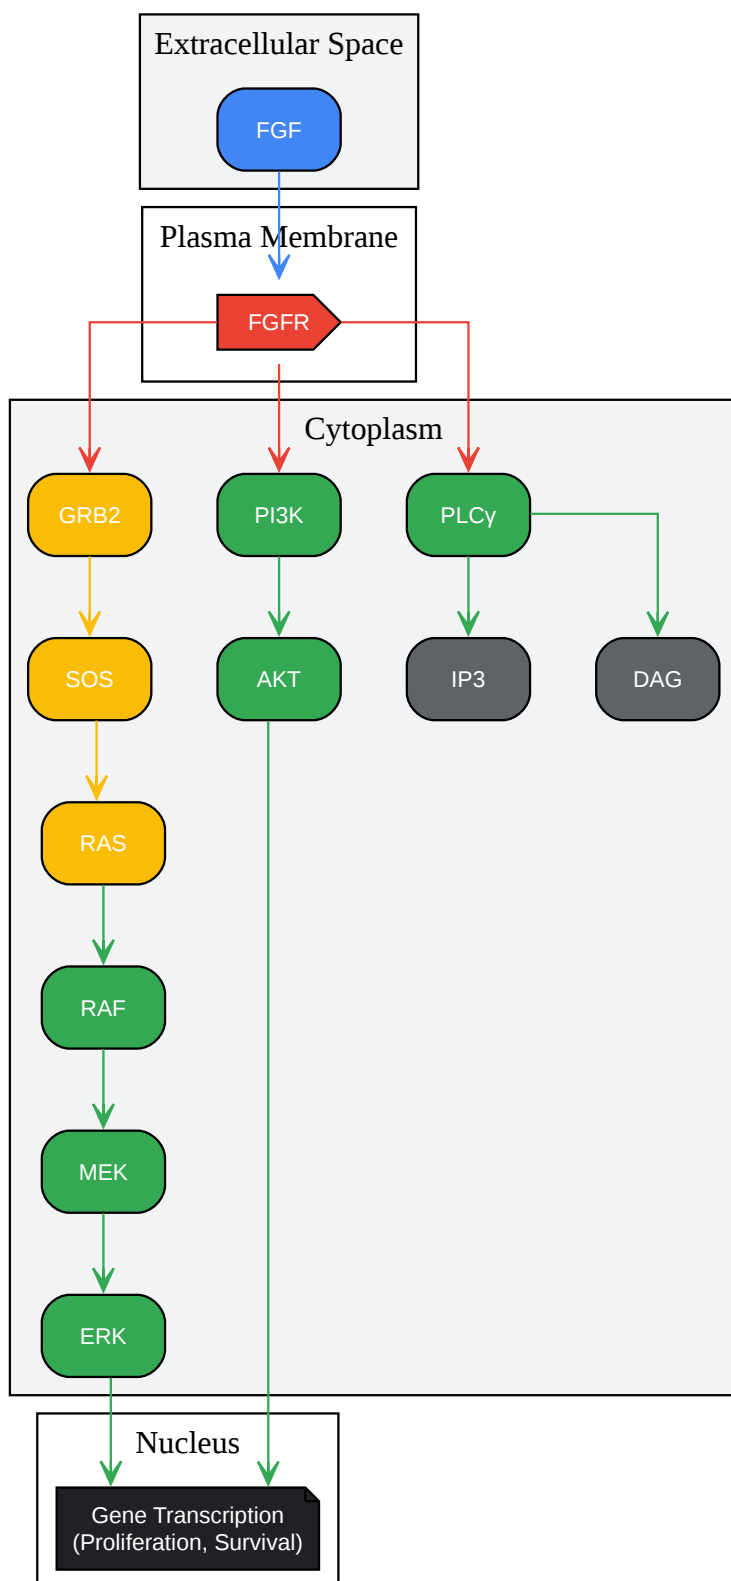 Extracellular Space
FGF
Plasma Membrane
FGFR
Cytoplasm
GRB2
PI3K
PLCγ
SOS
AKT
IP3
DAG
RAS
RAF
MEK
ERK
Nucleus
Gene Transcription
(Proliferation, Survival)